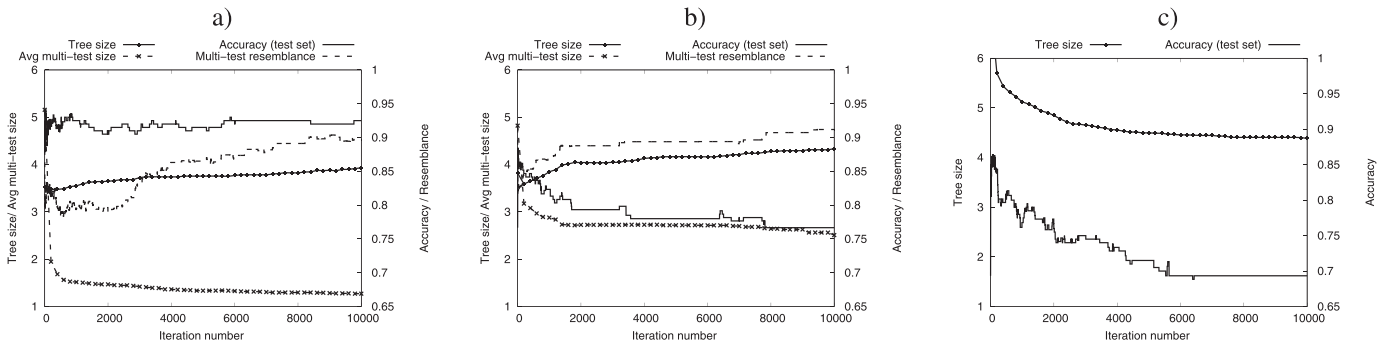 a)
Tree size
Accuracy (test set)
Avg multi-test size
Multi-test resemblance
6
5
4
3
2
1
1
0.95
0.9
0.85
0.8
0.75
0.7
0.65
0
2000
4000
6000
8000
10000
Tree size/ Avg multi-test size
Accuracy / Resemblance
Iteration number
b)
Tree size
Accuracy (test set)
Avg multi-test size
Multi-test resemblance
6
5
4
3
2
1
1
0.95
0.9
0.85
0.8
0.75
0.7
0.65
0
2000
4000
6000
8000
10000
Tree size/ Avg multi-test size
Accuracy / Resemblance
Iteration number
c)
Tree size
Accuracy (test set)
6
5
4
3
2
1
1
0.95
0.9
0.85
0.8
0.75
0.7
0.65
0
2000
4000
6000
8000
10000
Tree size
Accuracy
Iteration number